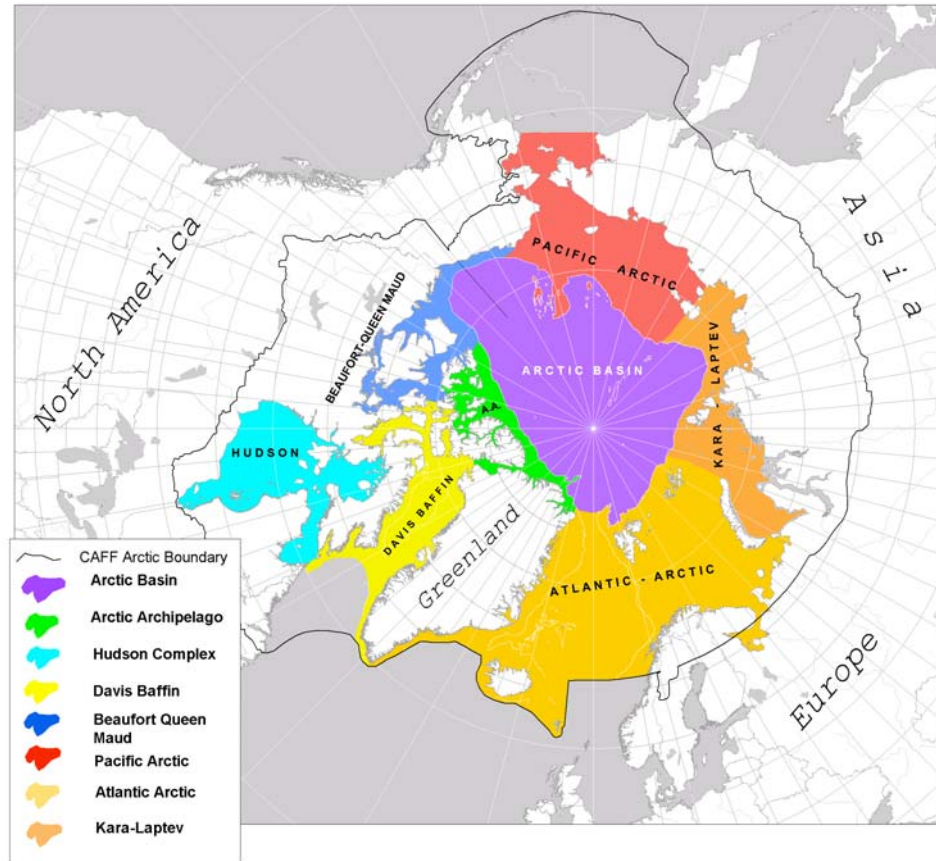 North America
Asia
PACIFIC ARCTIC
BEAUFORT-QUEEN MAUD
ARCTIC BASIN
KARA - LAPTEV
A.A.
HUDSON
DAVIS BAFFIN
Greenland
ATLANTIC - ARCTIC
Europe
CAFF Arctic Boundary
Arctic Basin
Arctic Archipelago
Hudson Complex
Davis Baffin
Beaufort Queen
Maud
Pacific Arctic
Atlantic Arctic
Kara-Laptev